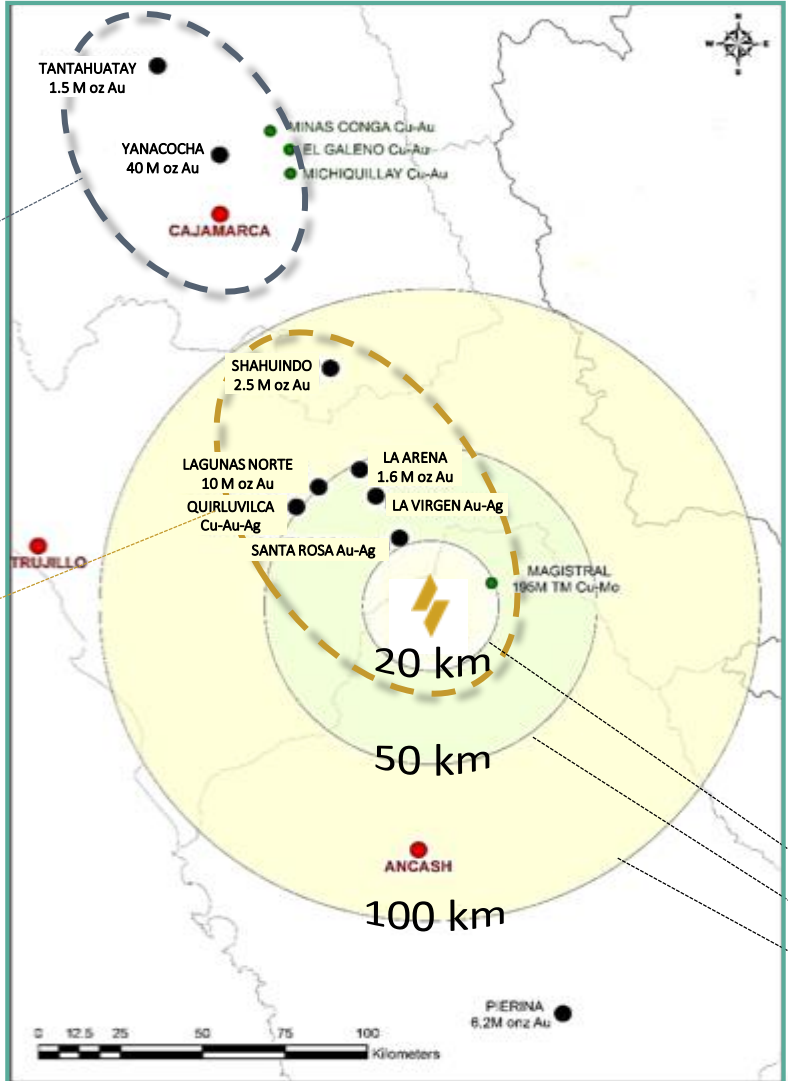 N
W E
S
TANTAHUATAY
1.5 M oz Au
MINAS CONGA Cu-Au
YANACOCHA
40 M oz Au
EL GALENO Cu-Au
MICHIQUILLAY Cu-Au
CAJAMARCA
SHAHUINDO
2.5 M oz Au
LAGUNAS NORTE
10 M oz Au
LA ARENA
1.6 M oz Au
QUIRLUVILCA
Cu-Au-Ag
LA VIRGEN Au-Ag
SANTA ROSA Au-Ag
TRUJILLO
MAGISTRAL
195M TM Cu-Mo
20 km
50 km
ANCASH
100 km
PIERINA
6.2M onz Au
0 12.5 25 50 75 100
Kilometers